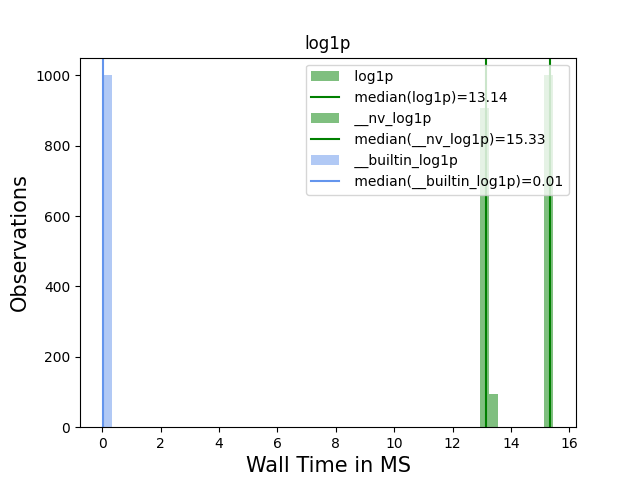 log1p
log1p
median(log1p)=13.14
__nv_log1p
median(__nv_log1p)=15.33
__builtin_log1p
median(__builtin_log1p)=0.01
Observations
1000
800
600
400
200
0
0 2 4 6 8 10 12 14 16
Wall Time in MS